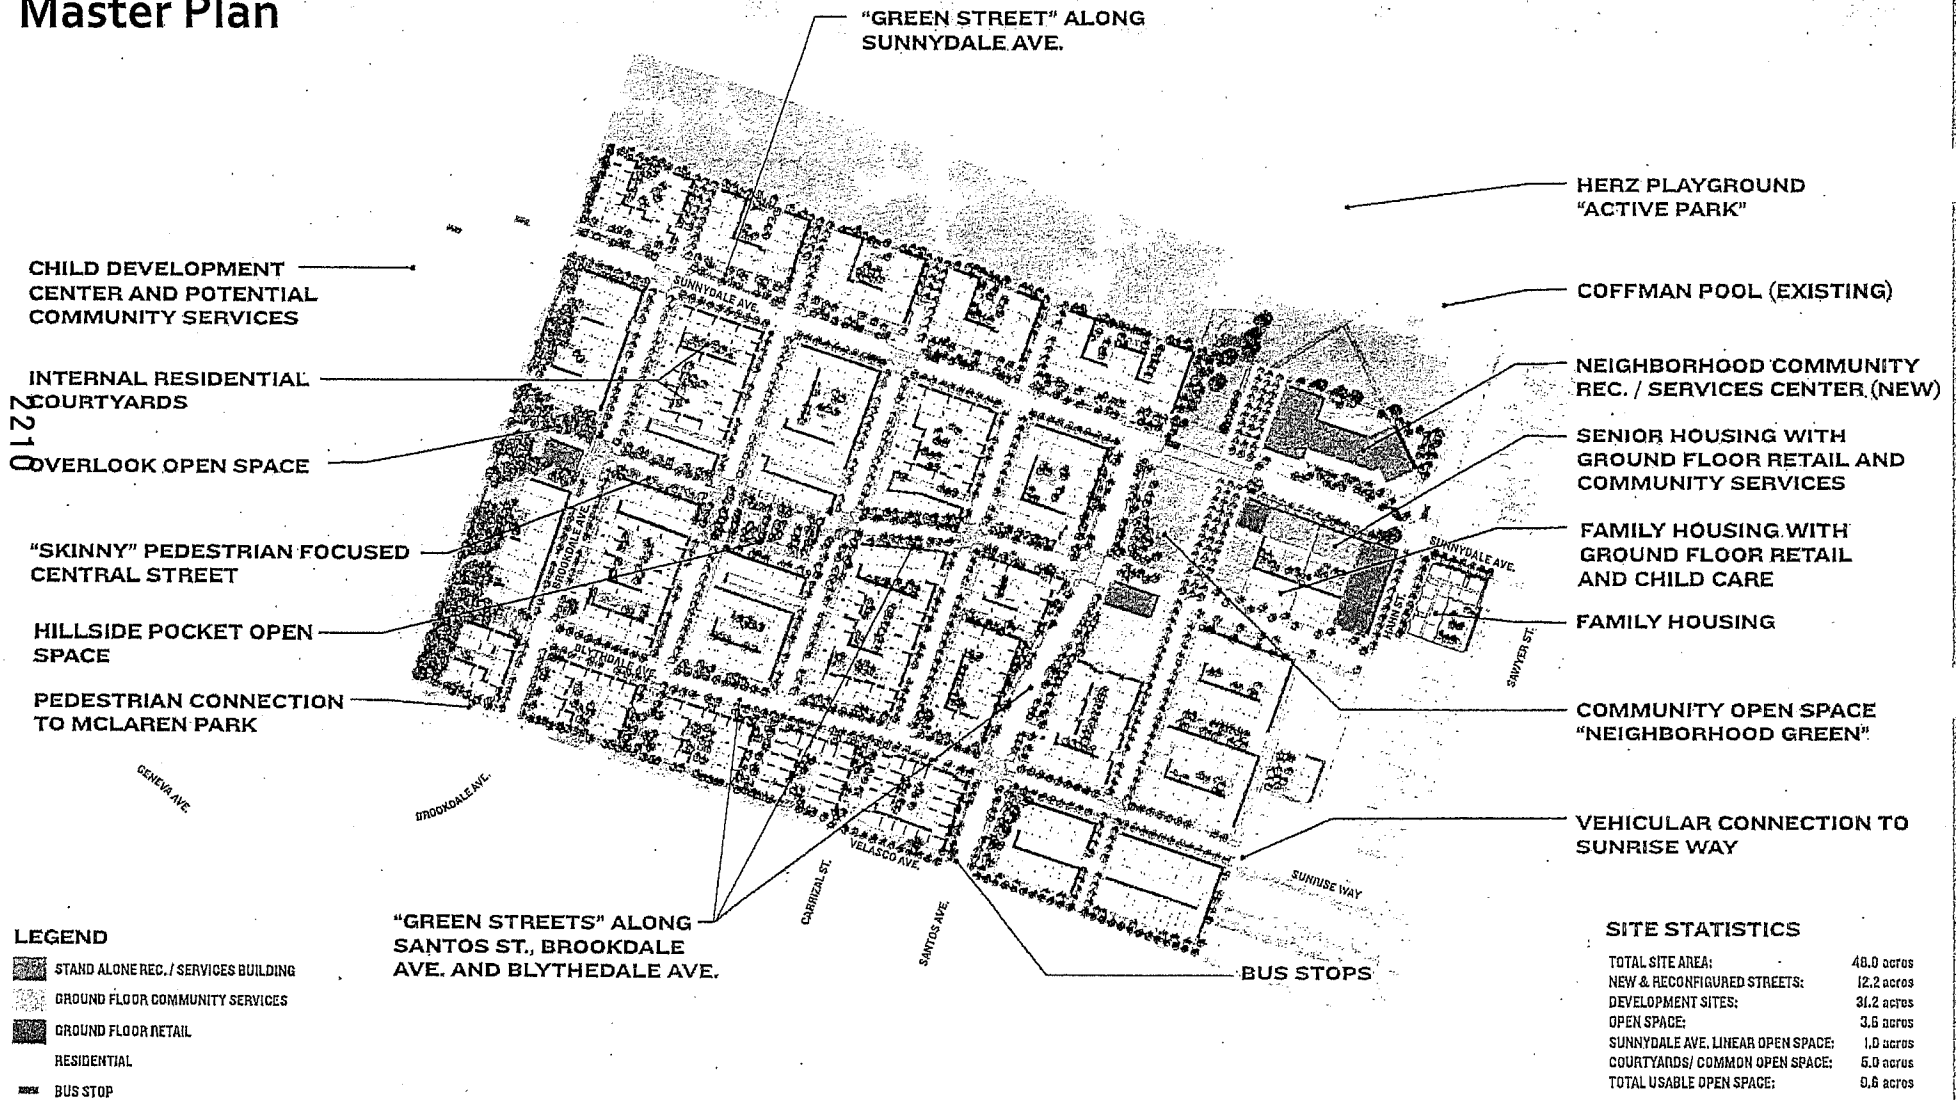 Master Plan
"GREEN STREET" ALONG
SUNNYDALE AVE.
HERZ PLAYGROUND
"ACTIVE PARK"
CHILD DEVELOPMENT
CENTER AND POTENTIAL
COMMUNITY SERVICES
COFFMAN POOL (EXISTING)
SUNNYDALE AVE.
NEIGHBORHOOD COMMUNITY
REC. / SERVICES CENTER (NEW)
INTERNAL RESIDENTIAL
COURTYARDS
2210
SENIOR HOUSING WITH
GROUND FLOOR RETAIL AND
COMMUNITY SERVICES
OVERLOOK OPEN SPACE
FAMILY HOUSING WITH
GROUND FLOOR RETAIL
AND CHILD CARE
"SKINNY" PEDESTRIAN FOCUSED
CENTRAL STREET
BROOKDALE AVE.
SUNNYDALE AVE.
HAHN ST.
SAWYER ST.
FAMILY HOUSING
HILLSIDE POCKET OPEN
SPACE
BLYTHDALE AVE.
PEDESTRIAN CONNECTION
TO MCLAREN PARK
COMMUNITY OPEN SPACE
"NEIGHBORHOOD GREEN"
GENEVA AVE.
BROOKDALE AVE.
VEHICULAR CONNECTION TO
SUNRISE WAY
VELASCO AVE.
CARRIZAL ST.
SANTOS AVE.
SUNRISE WAY
"GREEN STREETS" ALONG
SANTOS ST., BROOKDALE
AVE. AND BLYTHEDALE AVE.
BUS STOPS
LEGEND
STAND ALONE REC. / SERVICES BUILDING
GROUND FLOOR COMMUNITY SERVICES
GROUND FLOOR RETAIL
RESIDENTIAL
BUS STOP
SITE STATISTICS
TOTAL SITE AREA: 48.0 acres
NEW & RECONFIGURED STREETS: 12.2 acres
DEVELOPMENT SITES: 31.2 acres
OPEN SPACE: 3.6 acres
SUNNYDALE AVE. LINEAR OPEN SPACE: 1.0 acres
COURTYARDS/ COMMON OPEN SPACE: 5.0 acres
TOTAL USABLE OPEN SPACE: 9.6 acres